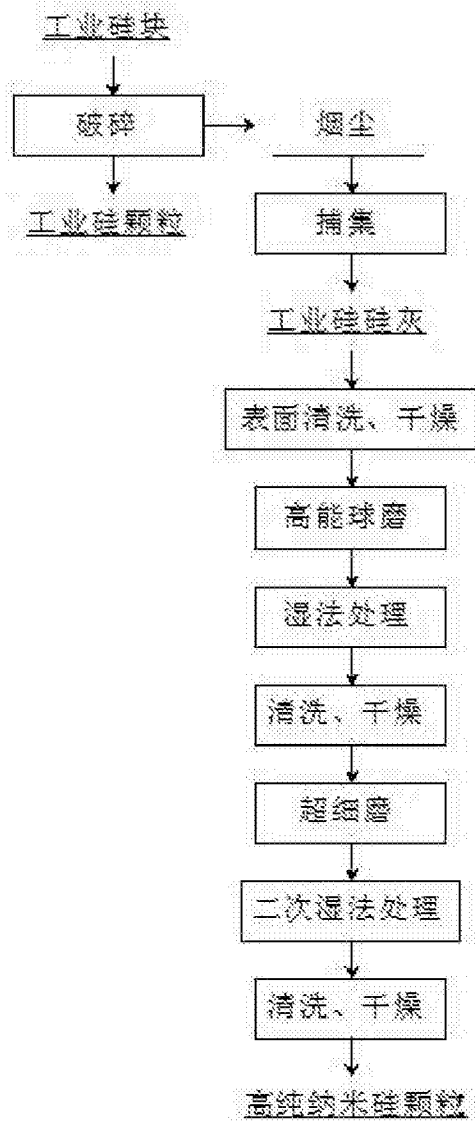 工业硅块
破碎
烟尘
工业硅颗粒
捕集
工业硅硅灰
表面清洗、干燥
高能球磨
湿法处理
清洗、干燥
超细磨
二次湿法处理
清洗、干燥
高纯纳米硅颗粒